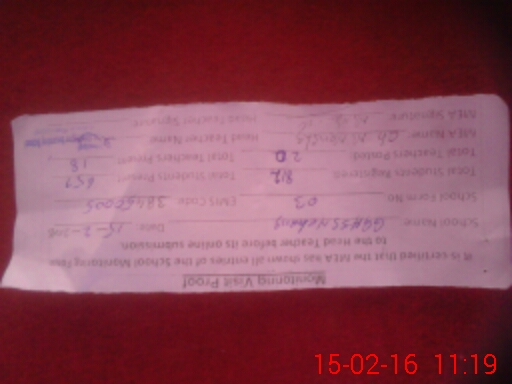 Monitoring Visit Proof
It is certified that the MEA has shown all entries of the School Monitoring Form
to the Head Teacher before its online submission.
School Name GGHSS Date 15-2-
School Form No 03 EMIS Code
Total Students Registered 812 Total Students Present 657
Total Teachers Posted 20 Total Teachers Present 18
MEA Name Head Teacher Name
MEA Signature Head Teacher Signature
15-02-16 11:19